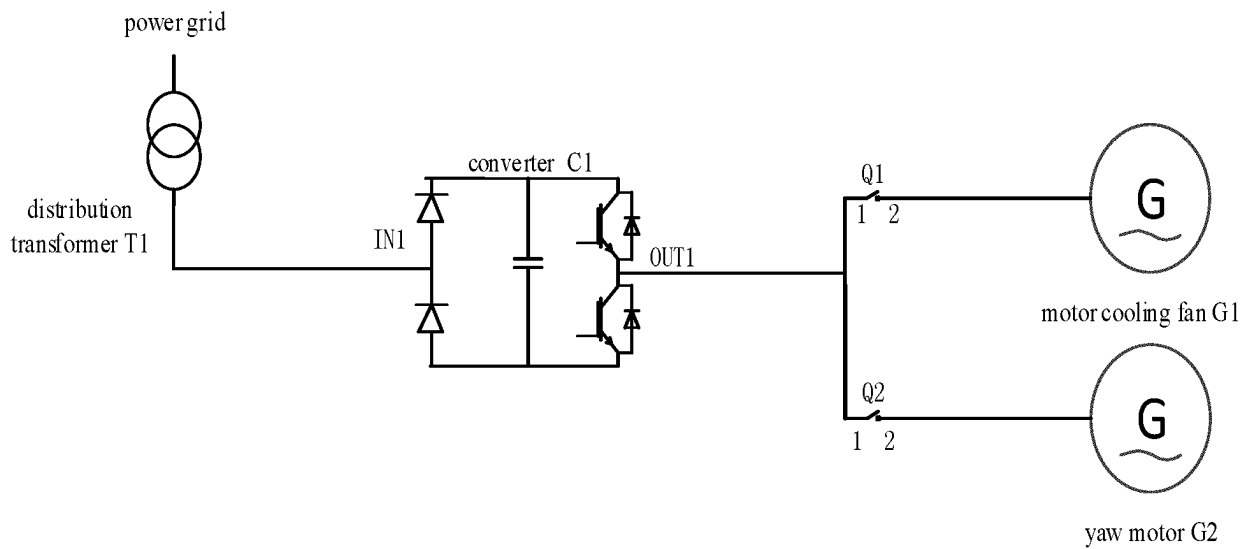 power grid
distribution
transformer T1
IN1
converter C1
OUT1
Q1
1 2
G
motor cooling fan G1
Q2
1 2
G
yaw motor G2